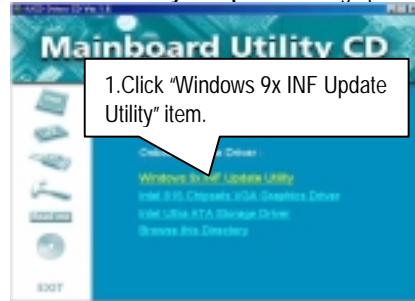 Mainboard Utility CD
1.Click “Windows 9x INF Update
Utility” item.
Driver :
Windows 9x INF Update Utility
Intel 815 Chipsets VGA Graphics Driver
Intel Ultra ATA Storage Driver
Browse this Directory
EXIT